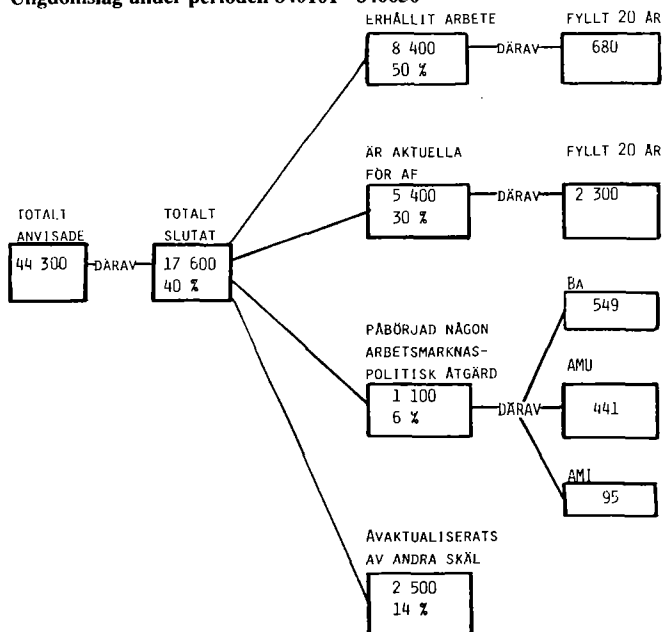 Ungdomslag under perioden 840101 - 840630
ERHÅLLIT ARBETE
8 400
50 %
DÄRAV
FYLLT 20 ÅR
680
ÄR AKTUELLA
FÖR AF
5 400
30 %
DÄRAV
FYLLT 20 ÅR
2 300
TOTALT
ANVISADE
44 300
DÄRAV
TOTALT
SLUTAT
17 600
40 %
PÅBÖRJAD NÅGON
ARBETSMARKNAS-
POLITISK ÅTGÄRD
1 100
6 %
DÄRAV
BA
549
AMU
441
AMI
95
AVAKTUALISERATS
AV ANDRA SKÄL
2 500
14 %